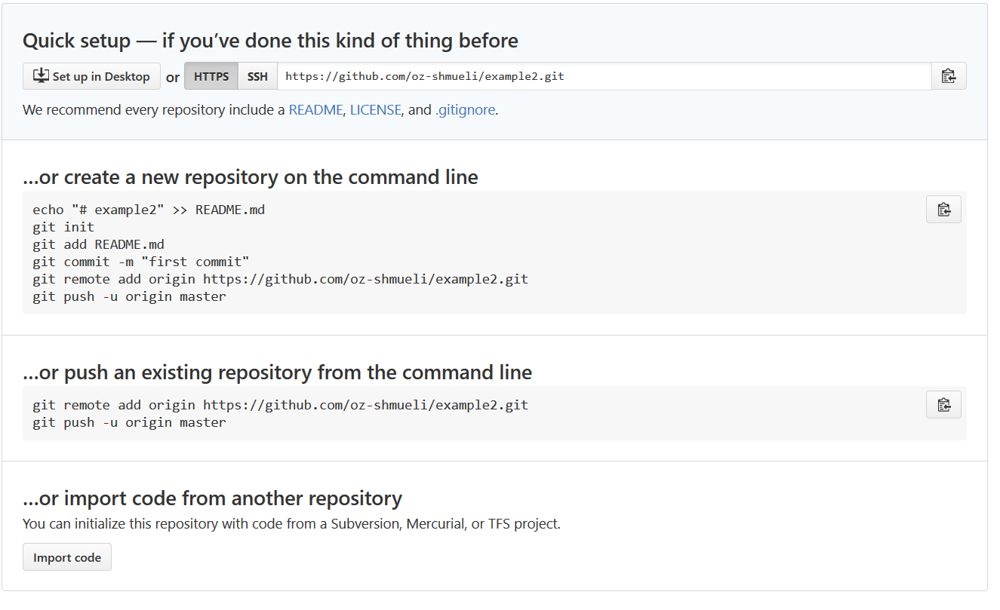 Quick setup — if you’ve done this kind of thing before
Set up in Desktop or HTTPS SSH https://github.com/oz-shmueli/example2.git
We recommend every repository include a README, LICENSE, and .gitignore.
…or create a new repository on the command line
echo "# example2" >> README.md
git init
git add README.md
git commit -m "first commit"
git remote add origin https://github.com/oz-shmueli/example2.git
git push -u origin master
…or push an existing repository from the command line
git remote add origin https://github.com/oz-shmueli/example2.git
git push -u origin master
…or import code from another repository
You can initialize this repository with code from a Subversion, Mercurial, or TFS project.
Import code